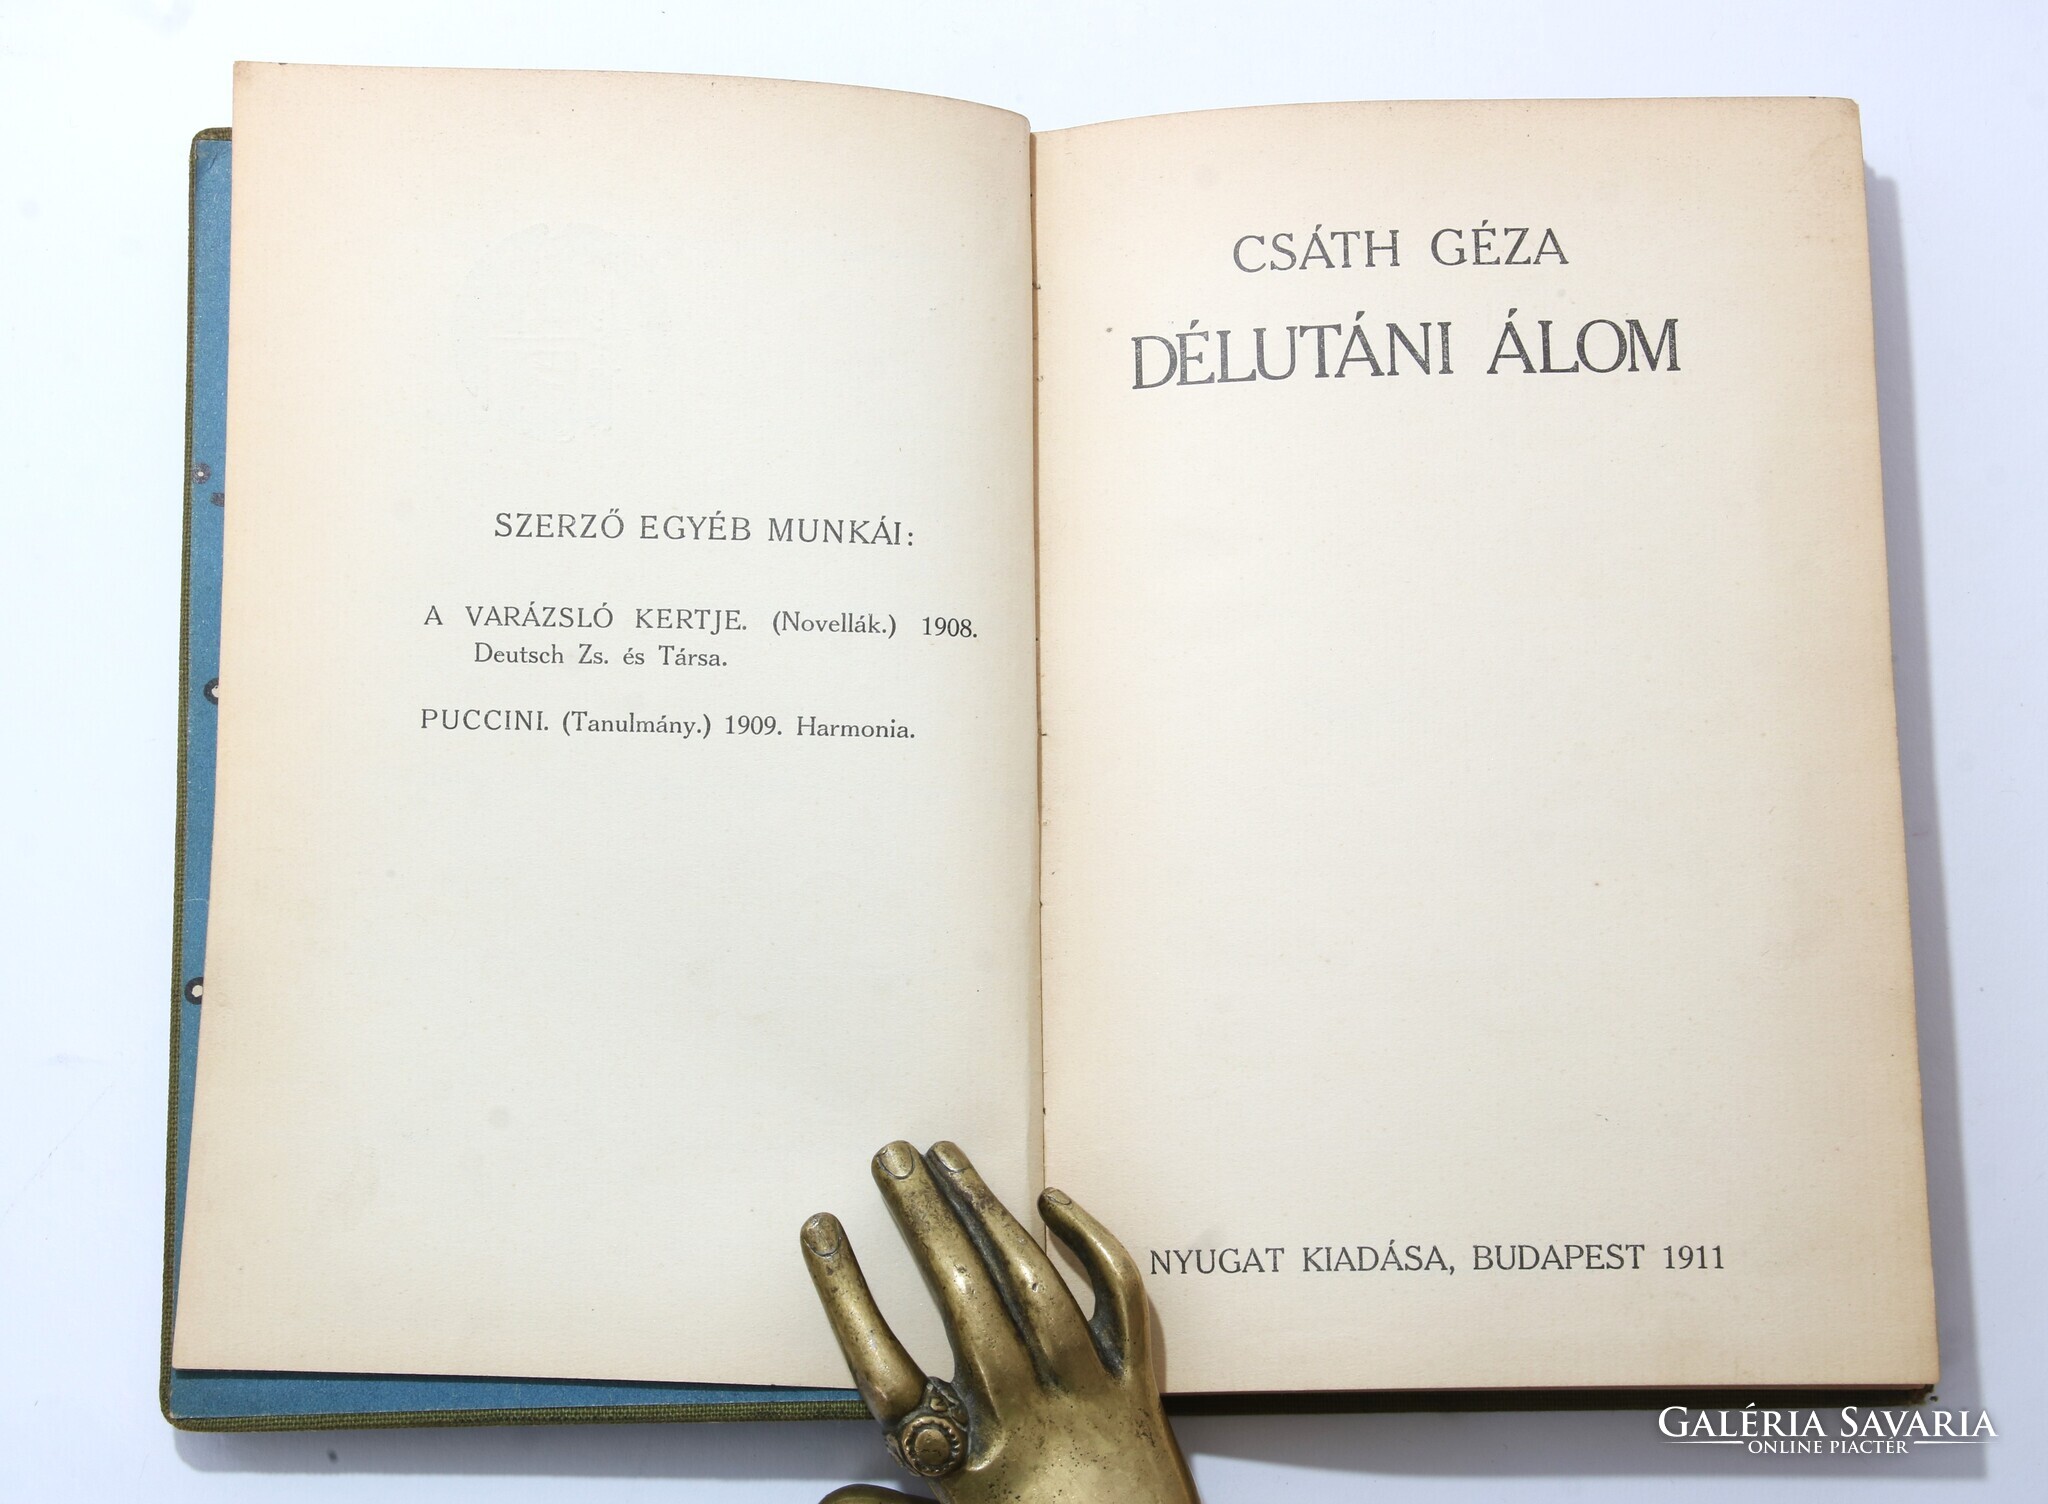 SZERZŐ EGYÉB MUNKÁI:
A VARÁZSLÓ KERTJE. (Novellák.) 1908.
Deutsch Zs. és Társa.
PUCCINI. (Tanulmány.) 1909. Harmonia.
CSÁTH GÉZA
DÉLUTÁNI ÁLOM
NYUGAT KIADÁSA, BUDAPEST 1911
GALÉRIA SAVARIA
ONLINE PIACTÉR